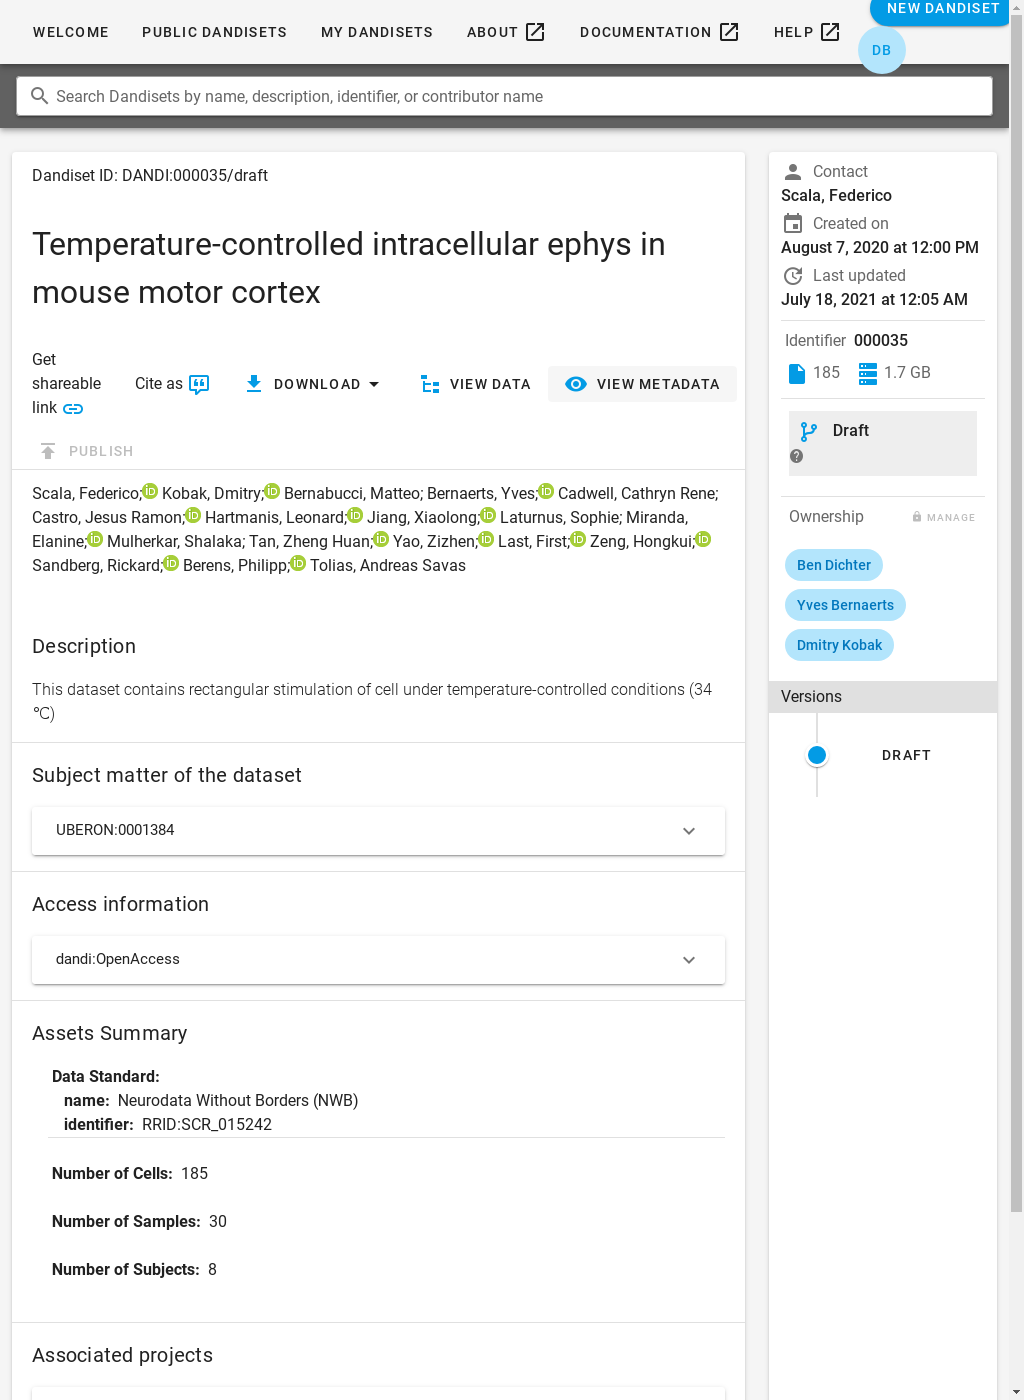 WELCOME
PUBLIC DANDISETS
MY DANDISETS
ABOUT
DOCUMENTATION
HELP
NEW DANDISET
DB
Search Dandisets by name, description, identifier, or contributor name
Dandiset ID: DANDI:000035/draft
Temperature-controlled intracellular ephys in
mouse motor cortex
Get
shareable
link
Cite as
DOWNLOAD
VIEW DATA
VIEW METADATA
PUBLISH
Scala, Federico; Kobak, Dmitry; Bernabucci, Matteo; Bernaerts, Yves; Cadwell, Cathryn Rene;
Castro, Jesus Ramon; Hartmanis, Leonard; Jiang, Xiaolong; Laturnus, Sophie; Miranda,
Elanine; Mulherkar, Shalaka; Tan, Zheng Huan; Yao, Zizhen; Last, First; Zeng, Hongkui;
Sandberg, Rickard; Berens, Philipp; Tolias, Andreas Savas
Description
This dataset contains rectangular stimulation of cell under temperature-controlled conditions (34
℃)
Subject matter of the dataset
UBERON:0001384
Access information
dandi:OpenAccess
Assets Summary
Data Standard:
name: Neurodata Without Borders (NWB)
identifier: RRID:SCR_015242
Number of Cells: 185
Number of Samples: 30
Number of Subjects: 8
Associated projects
Contact
Scala, Federico
Created on
August 7, 2020 at 12:00 PM
Last updated
July 18, 2021 at 12:05 AM
Identifier 000035
185
1.7 GB
Draft
Ownership
MANAGE
Ben Dichter
Yves Bernaerts
Dmitry Kobak
Versions
DRAFT